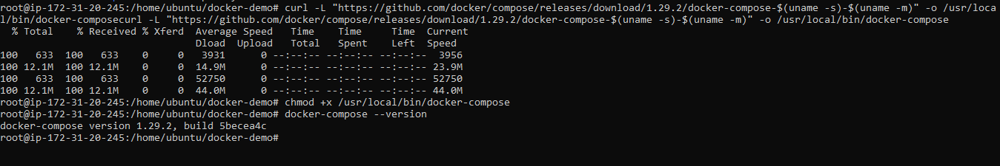 root@ip-172-31-20-245:/home/ubuntu/docker-demo# curl -L "https://github.com/docker/compose/releases/download/1.29.2/docker-compose-$(uname -s)-$(uname -m)" -o /usr/loca
l/bin/docker-composecurl -L "https://github.com/docker/compose/releases/download/1.29.2/docker-compose-$(uname -s)-$(uname -m)" -o /usr/local/bin/docker-compose
  % Total    % Received % Xferd  Average Speed   Time    Time     Time  Current
                                 Dload  Upload   Total   Spent    Left  Speed
100   633  100   633    0     0   3931      0 --:--:-- --:--:-- --:--:--  3956
100 12.1M  100 12.1M    0     0  14.9M      0 --:--:-- --:--:-- --:--:-- 23.9M
100   633  100   633    0     0  52750      0 --:--:-- --:--:-- --:--:-- 52750
100 12.1M  100 12.1M    0     0  44.0M      0 --:--:-- --:--:-- --:--:-- 44.0M
root@ip-172-31-20-245:/home/ubuntu/docker-demo# chmod +x /usr/local/bin/docker-compose
root@ip-172-31-20-245:/home/ubuntu/docker-demo# docker-compose --version
docker-compose version 1.29.2, build 5becea4c
root@ip-172-31-20-245:/home/ubuntu/docker-demo#